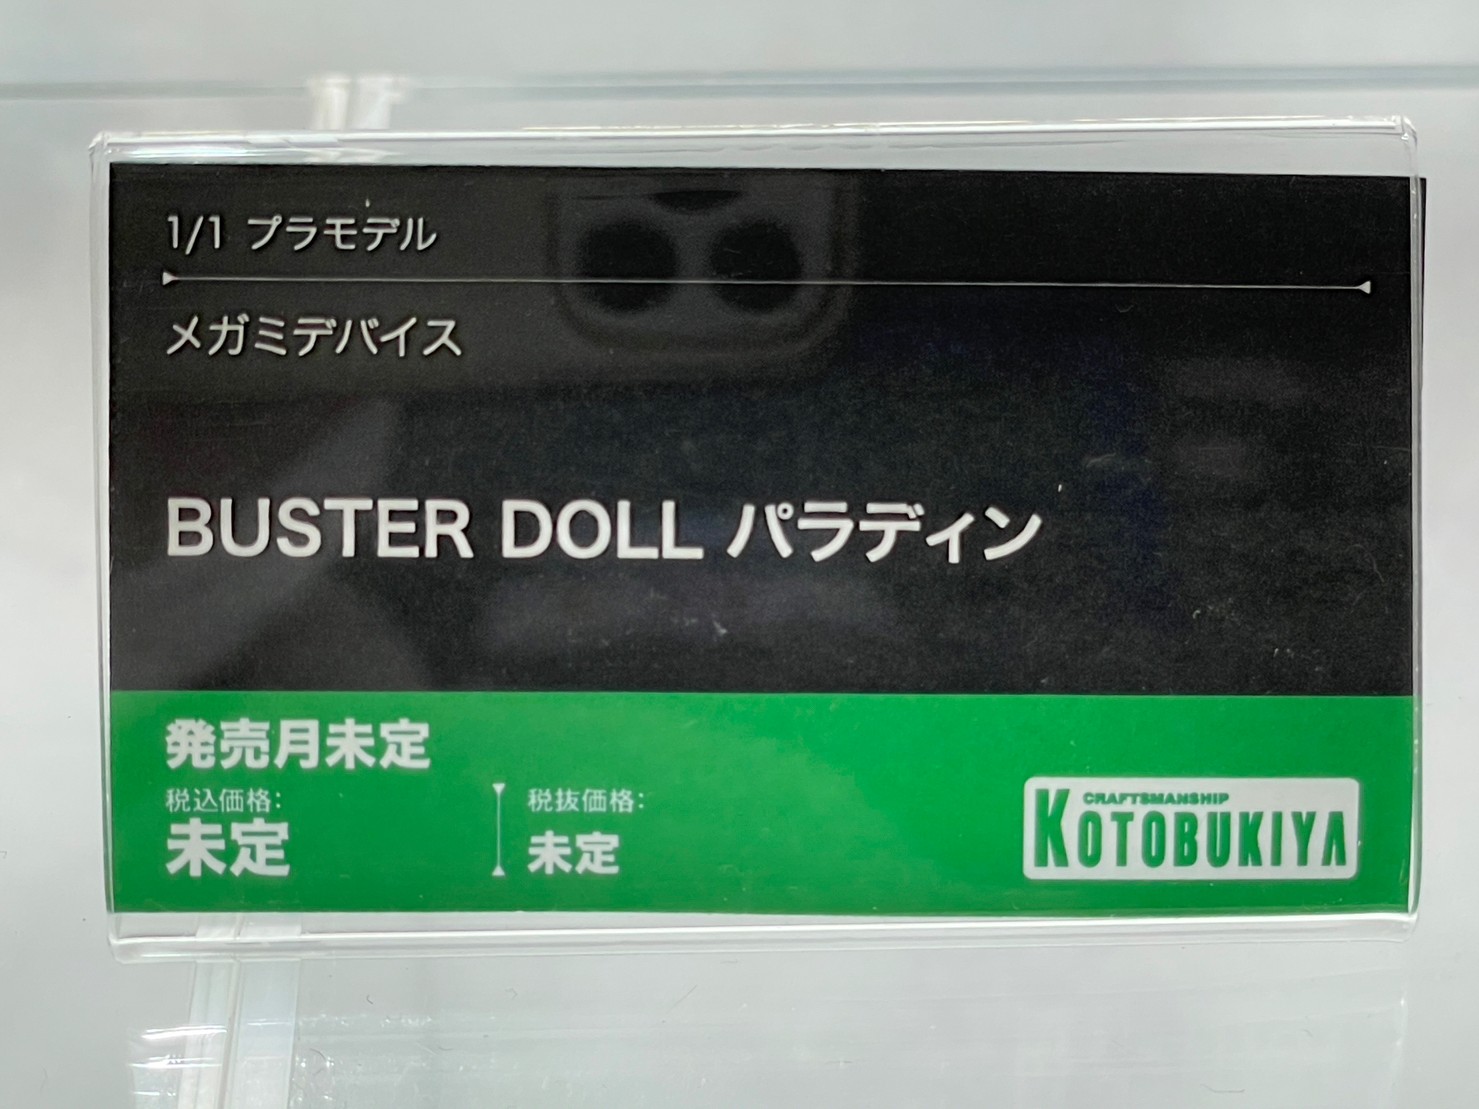 1/1 プラモデル
メガミデバイス
BUSTER DOLL パラディン
発売月未定
税込価格:
未定
税抜価格:
未定
CRAFTSMANSHIP
KOTOBUKIYA